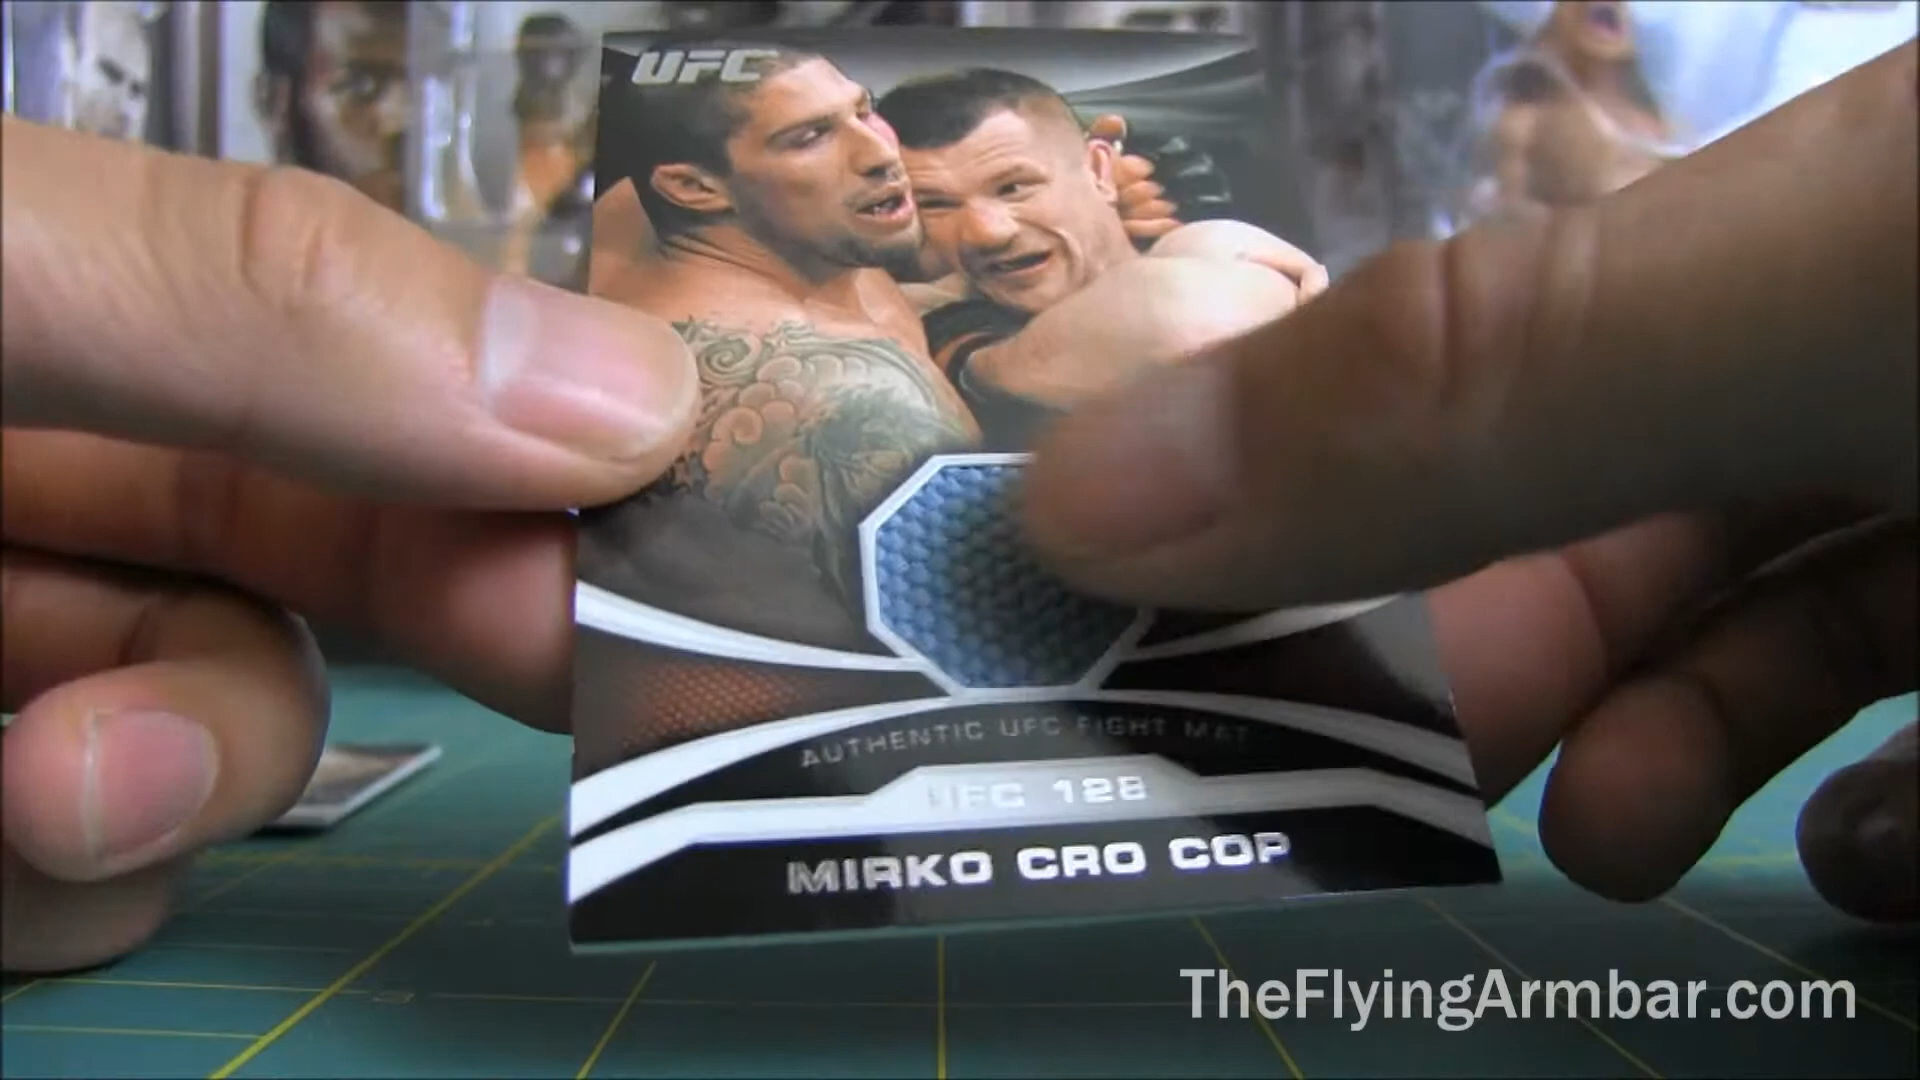 UFC
AUTHENTIC UFC FIGHT MAT
UFC 128
MIRKO CRO COP
TheFlyingArmbar.com